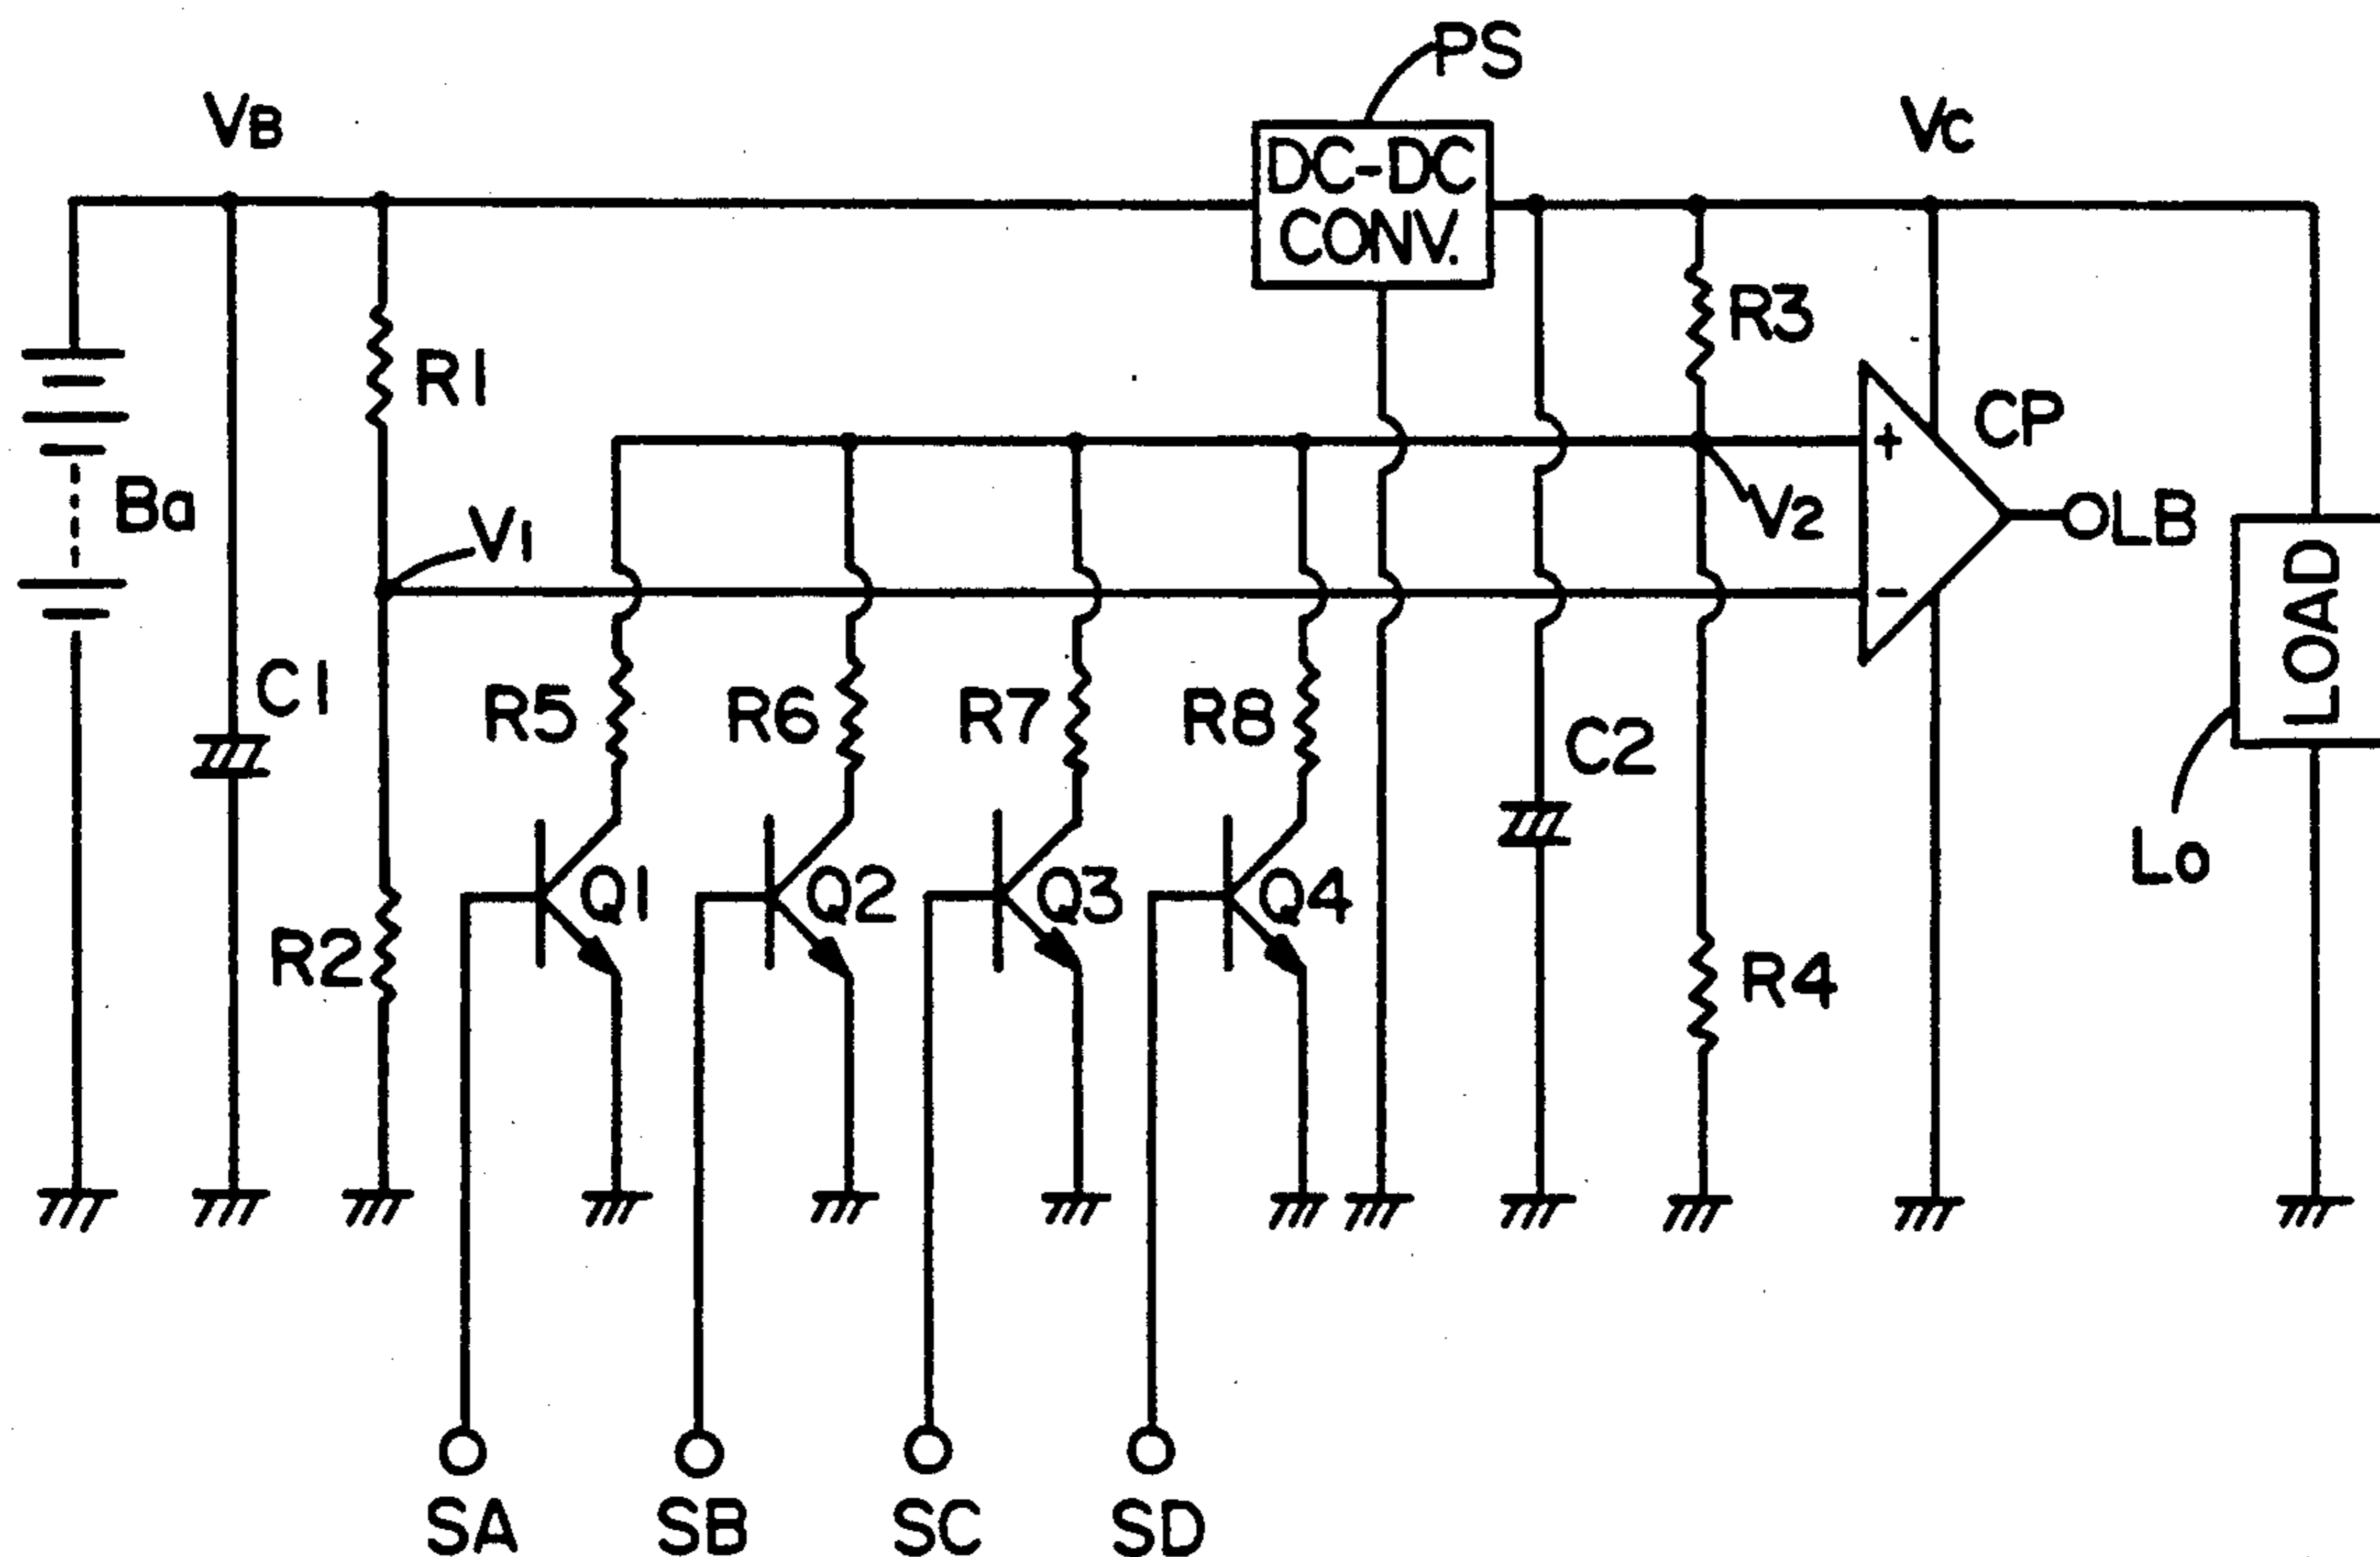 PS
VB
DC-DC
CONV.
VC
R1
R3
CP
+
Ba
V1
V2
LB
-
LOAD
C1
R5
R6
R7
R8
C2
Q1
Q2
Q3
Q4
Lo
R2
R4
SA
SB
SC
SD